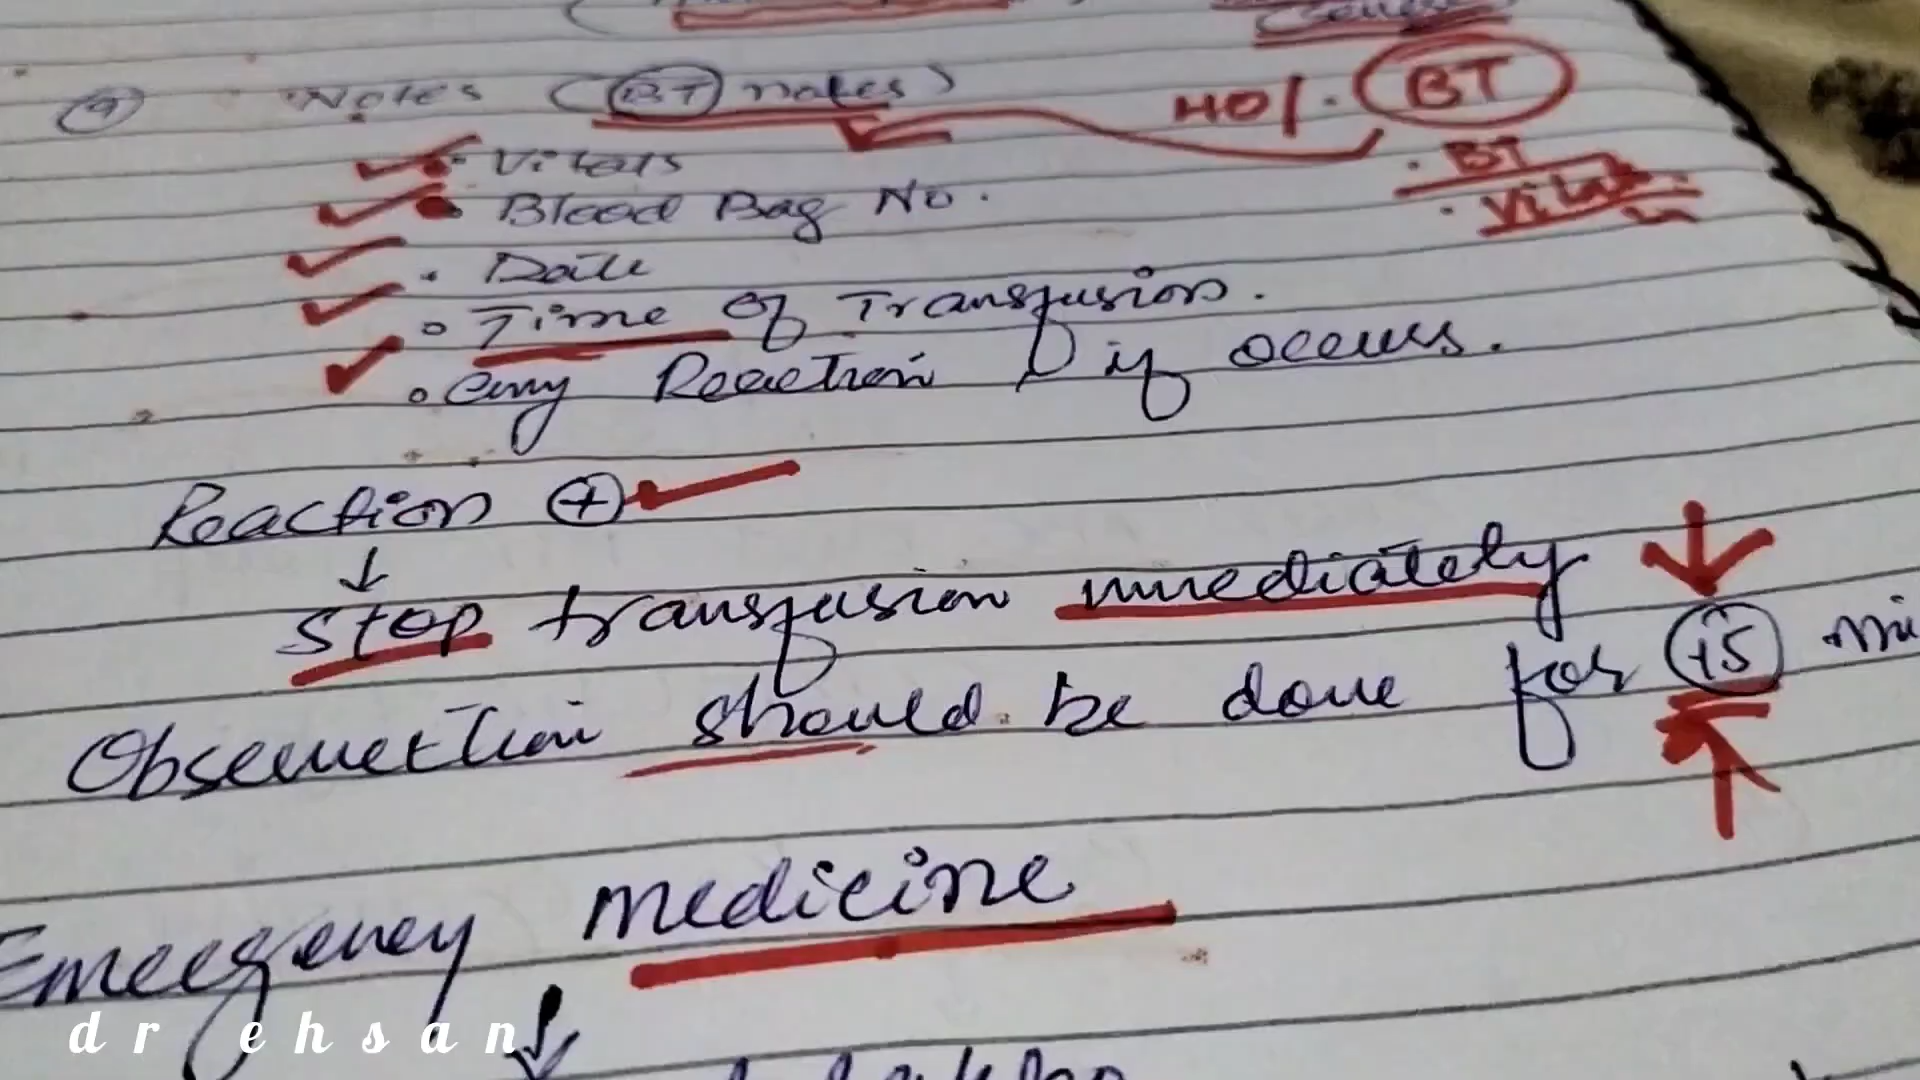 9 Notes (BT notes) HO/. BT
. BT
. Vitals
. Vitals
. Blood Bag No.
. Date
Time of Transfusion.
any Reaction if occurs.
Reaction +
↓
Stop transfusion immediately
Observation should be done for 15
Emergency medicine
dr ehsan